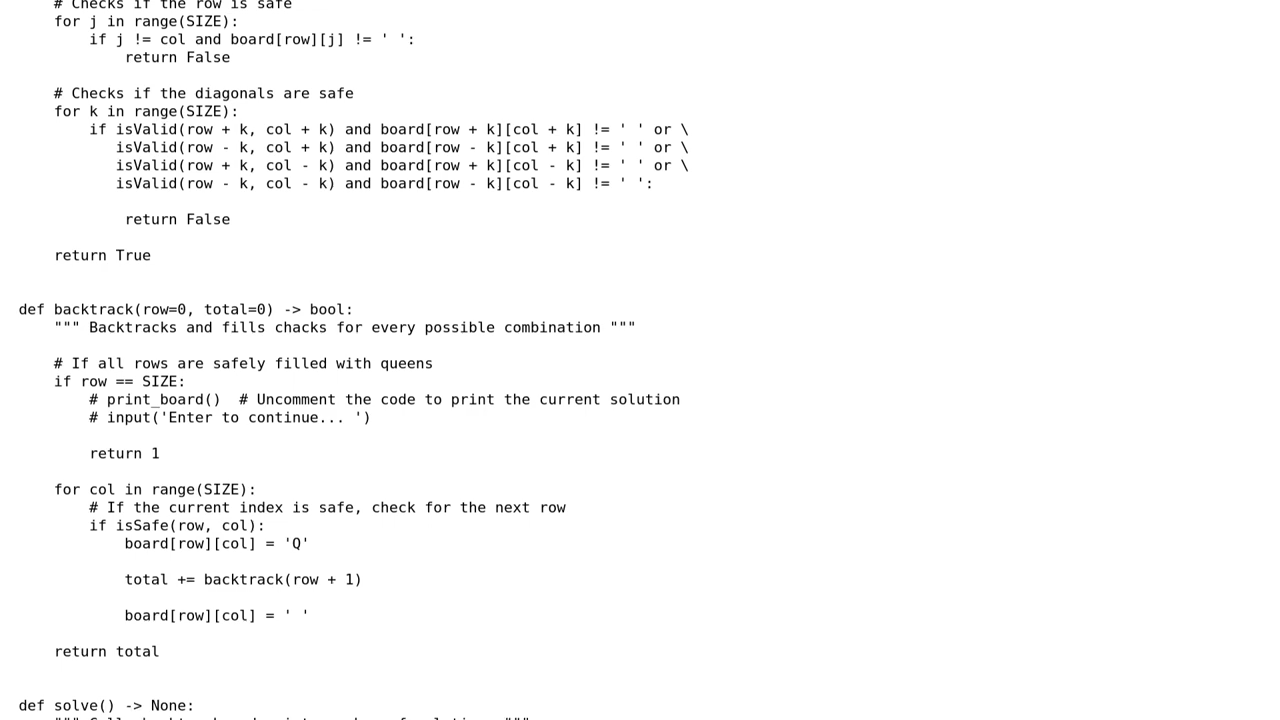 # Checks if the row is safe
for j in range(SIZE):
if j != col and board[row][j] != ' ':
return False
# Checks if the diagonals are safe
for k in range(SIZE):
if isValid(row + k, col + k) and board[row + k][col + k] != ' ' or \
isValid(row - k, col + k) and board[row - k][col + k] != ' ' or \
isValid(row + k, col - k) and board[row + k][col - k] != ' ' or \
isValid(row - k, col - k) and board[row - k][col - k] != ' ':
return False
return True
def backtrack(row=0, total=0) -> bool:
""" Backtracks and fills chacks for every possible combination """
# If all rows are safely filled with queens
if row == SIZE:
# print_board()  # Uncomment the code to print the current solution
# input('Enter to continue... ')
return 1
for col in range(SIZE):
# If the current index is safe, check for the next row
if isSafe(row, col):
board[row][col] = 'Q'
total += backtrack(row + 1)
board[row][col] = ' '
return total
def solve() -> None: